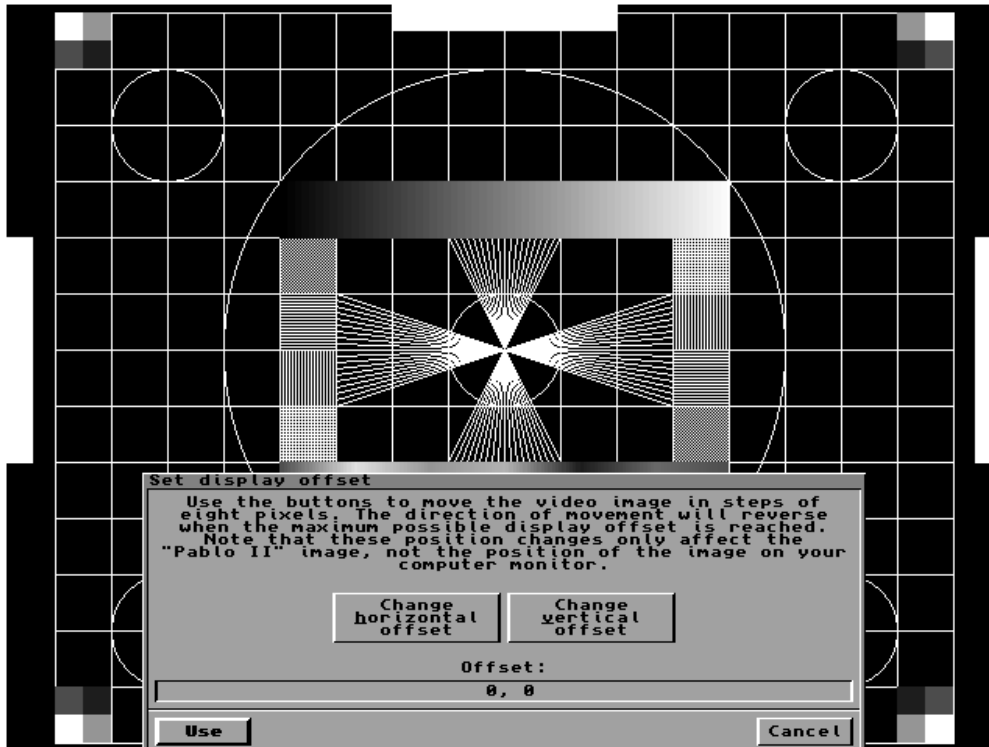 Set display offset
Use the buttons to move the video image in steps of
eight pixels. The direction of movement will reverse
when the maximum possible display offset is reached.
Note that these position changes only affect the
"Pablo II" image, not the position of the image on your
computer monitor.
Change
horizontal
offset
Change
vertical
offset
Offset:
0, 0
Use
Cancel